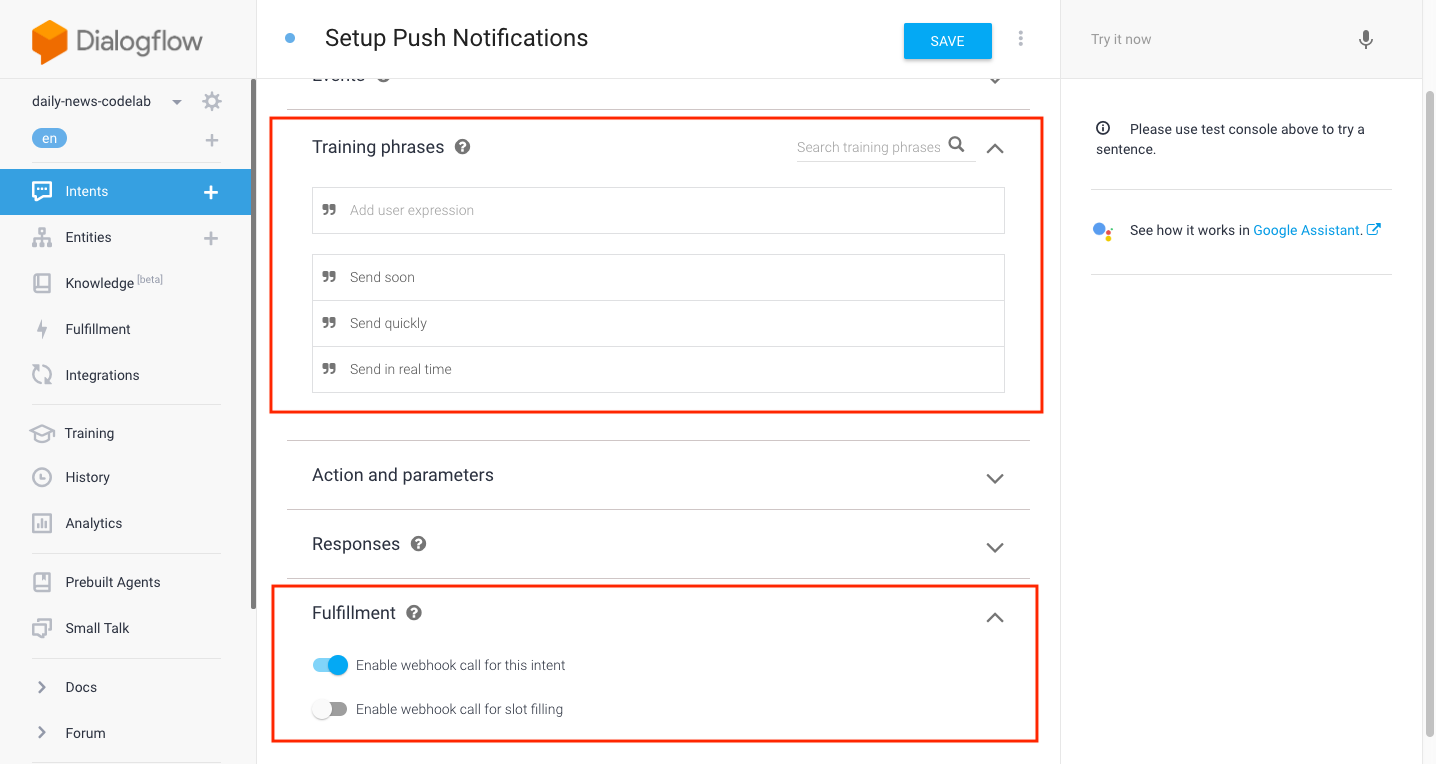 Dialogflow
daily-news-codelab
en
Intents
Entities
Knowledge [beta]
Fulfillment
Integrations
Training
History
Analytics
Prebuilt Agents
Small Talk
Docs
Forum
Setup Push Notifications
SAVE
Events
Training phrases
Search training phrases
Add user expression
Send soon
Send quickly
Send in real time
Action and parameters
Responses
Fulfillment
Enable webhook call for this intent
Enable webhook call for slot filling
Try it now
Please use test console above to try a
sentence.
See how it works in Google Assistant.